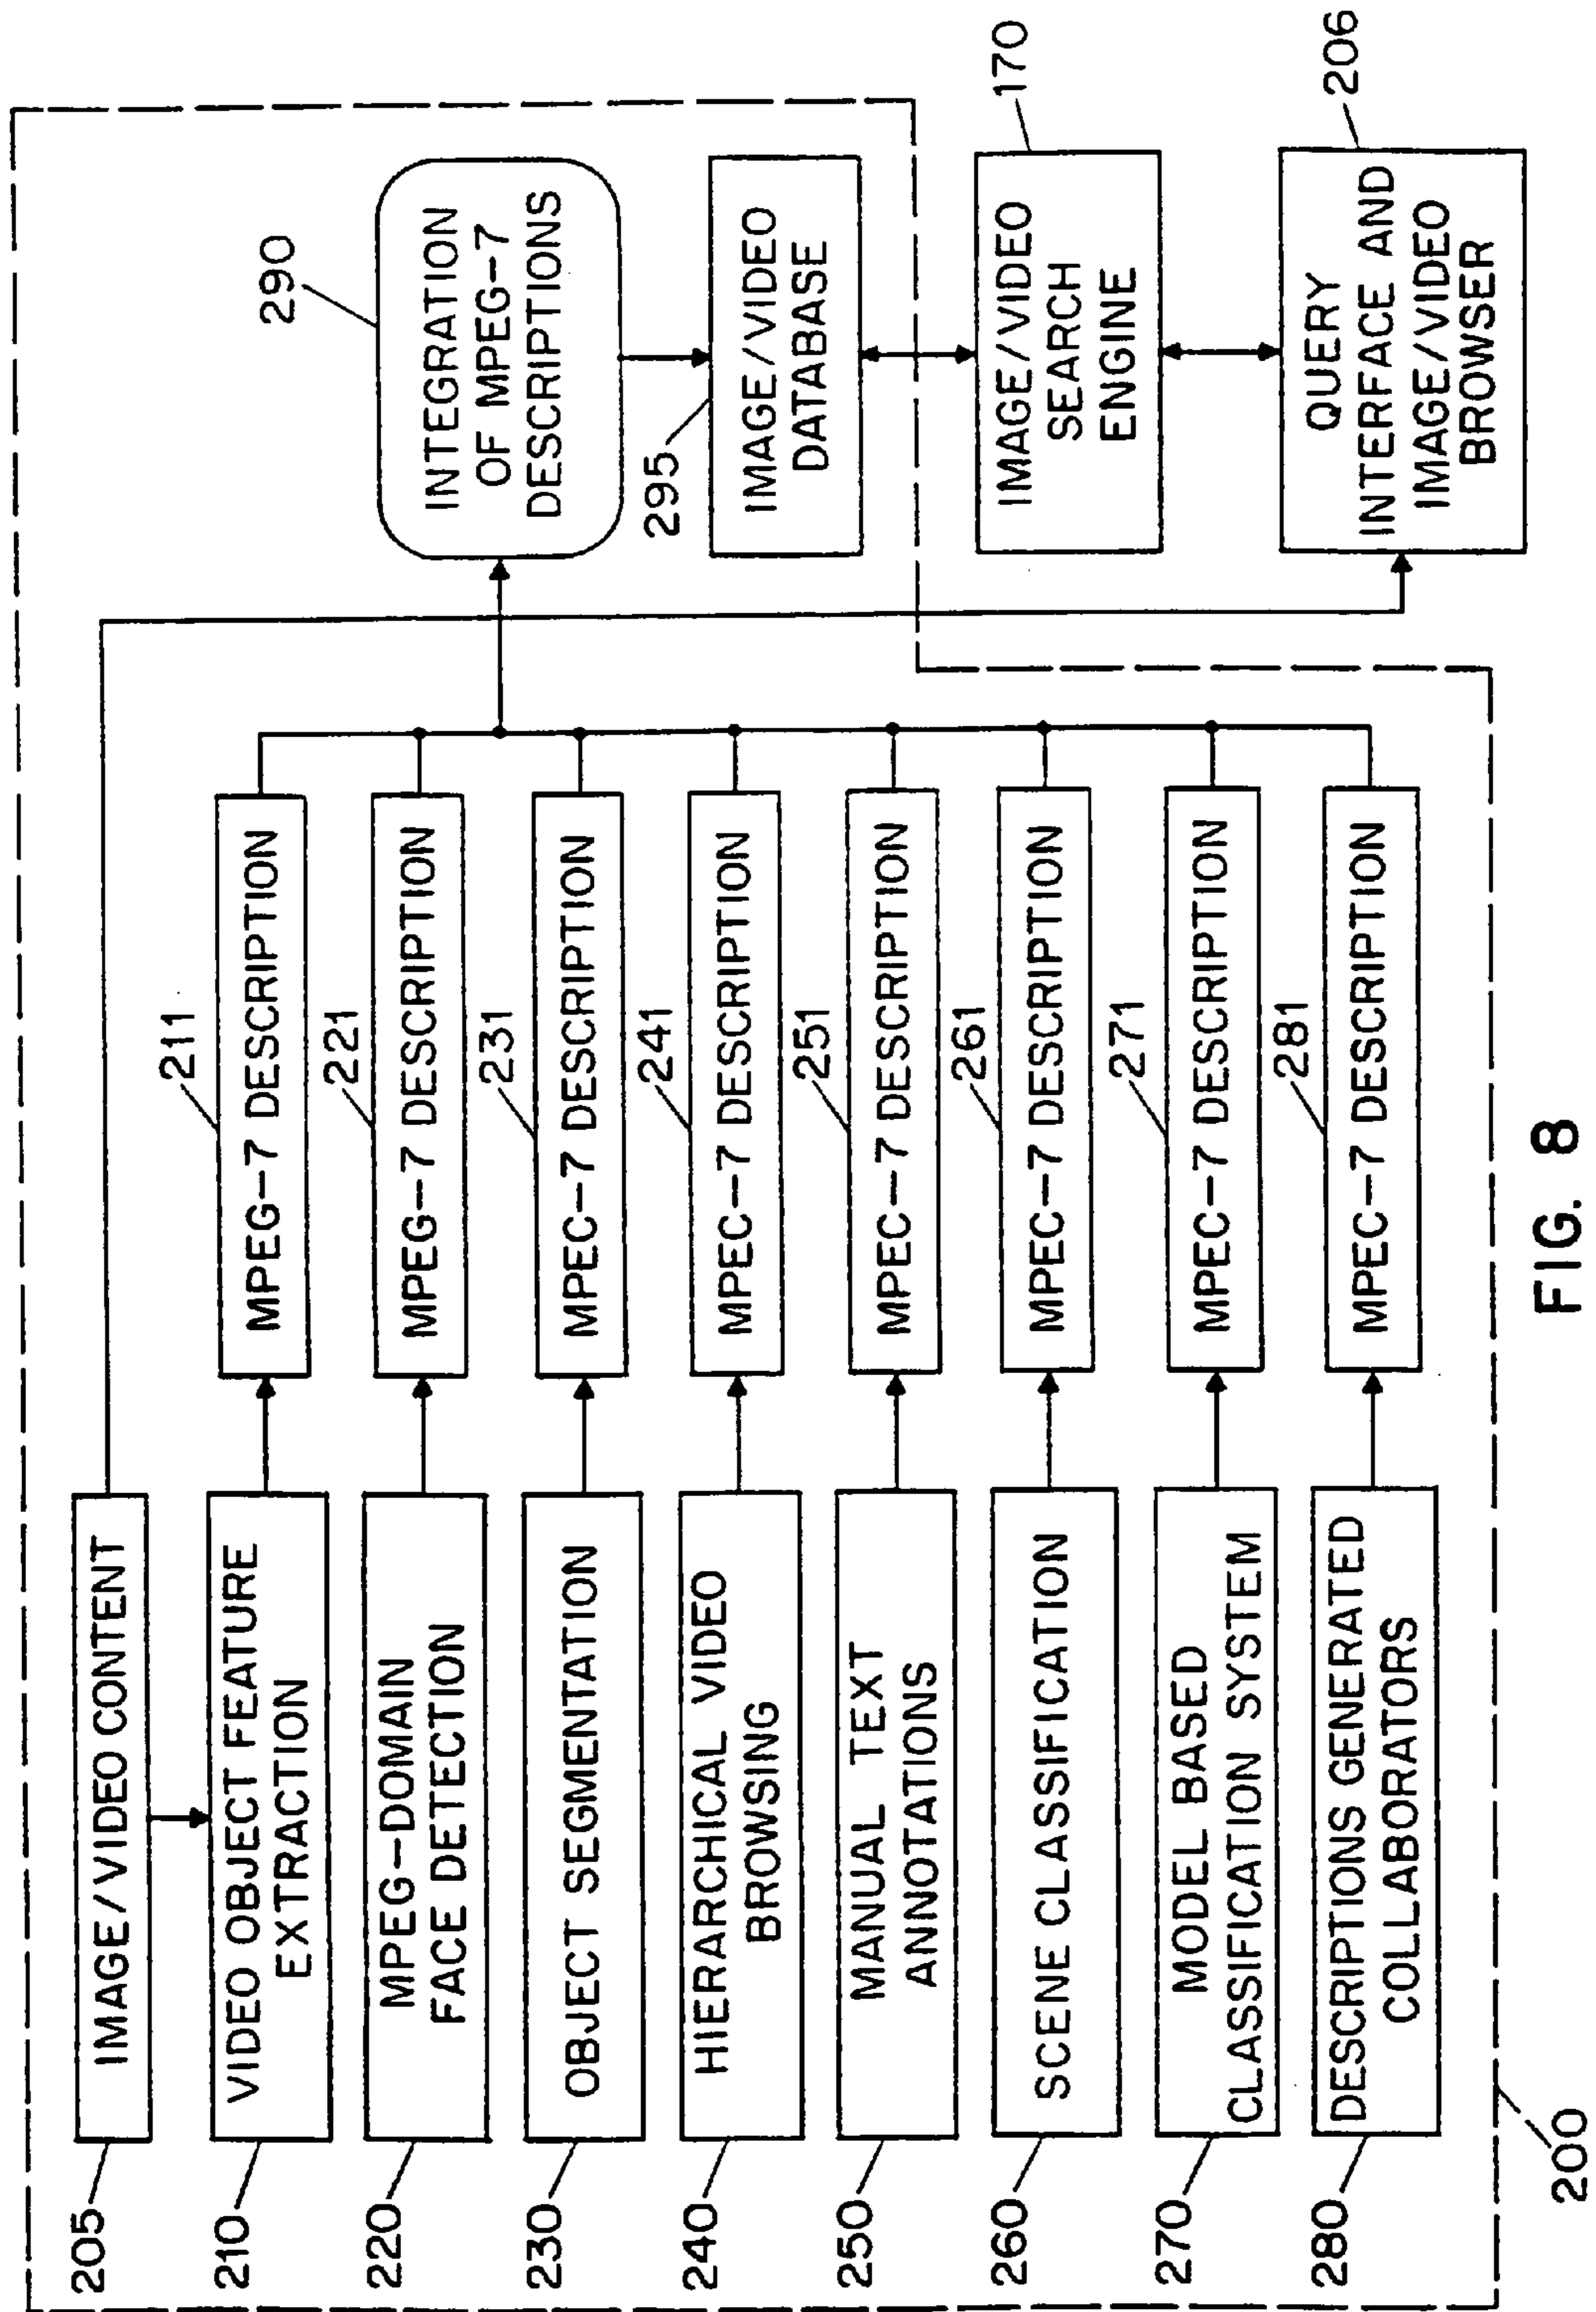 205
IMAGE/VIDEO CONTENT
210
VIDEO OBJECT FEATURE
EXTRACTION
211
MPEG-7 DESCRIPTION
220
MPEG-DOMAIN
FACE DETECTION
221
MPEG-7 DESCRIPTION
230
OBJECT SEGMENTATION
231
MPEC-7 DESCRIPTION
240
HIERARCHICAL VIDEO
BROWSING
241
MPEC-7 DESCRIPTION
250
MANUAL TEXT
ANNOTATIONS
251
MPEC-7 DESCRIPTION
260
SCENE CLASSIFICATION
261
MPEC-7 DESCRIPTION
270
MODEL BASED
CLASSIFICATION SYSTEM
271
MPEC-7 DESCRIPTION
280
DESCRIPTIONS GENERATED
COLLABORATORS
281
MPEC-7 DESCRIPTION
290
INTEGRATION
OF MPEG-7
DESCRIPTIONS
295
IMAGE/VIDEO
DATABASE
170
IMAGE/VIDEO
SEARCH
ENGINE
206
QUERY
INTERFACE AND
IMAGE/VIDEO
BROWSER
200
FIG. 8